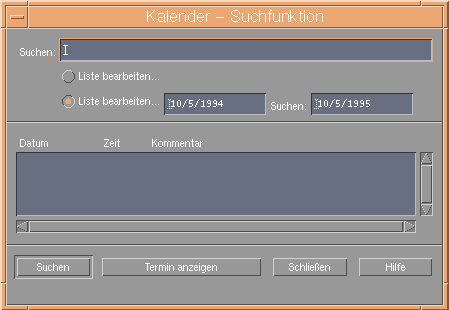 Kalender – Suchfunktion
Suchen:
Liste bearbeiten...
Liste bearbeiten... 10/5/1994 Suchen: 10/5/1995
Datum Zeit Kommentar
Suchen Termin anzeigen Schließen Hilfe